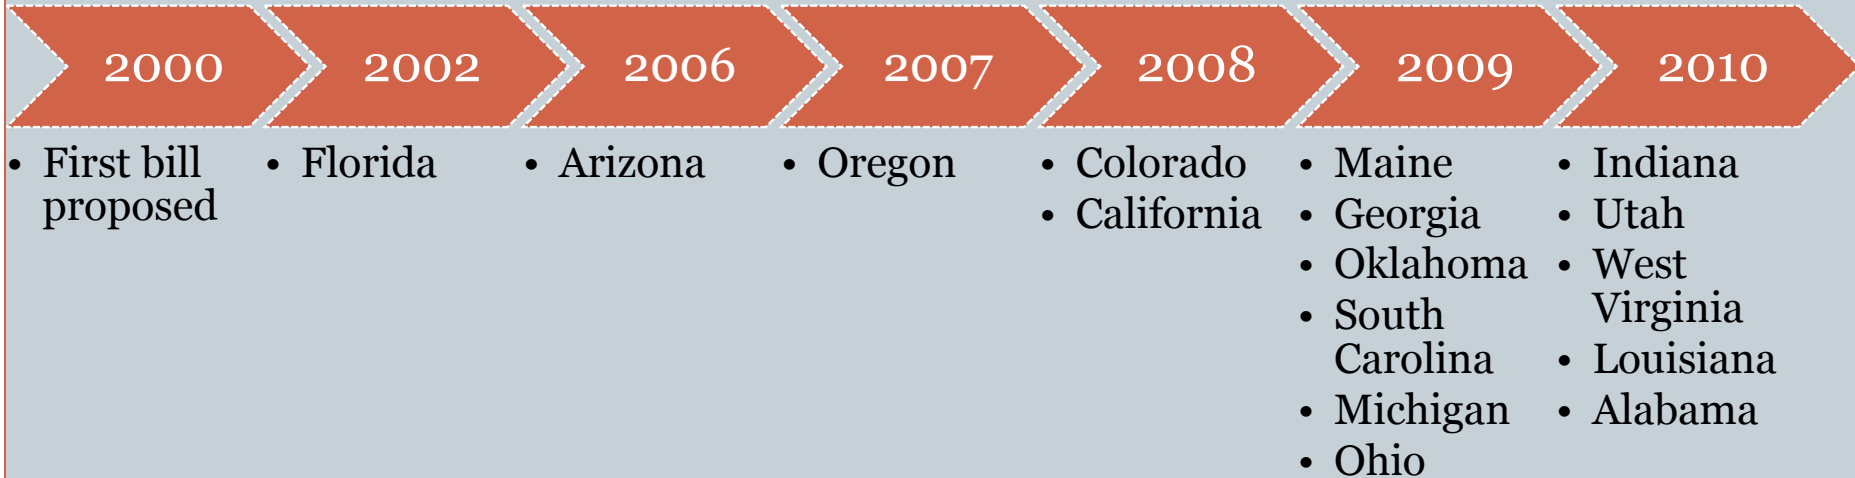 2000
2002
2006
2007
2008
2009
2010
• First bill
proposed
• Florida
• Arizona
• Oregon
• Colorado
• California
• Maine
• Georgia
• Oklahoma
• South
Carolina
• Michigan
• Ohio
• Indiana
• Utah
• West
Virginia
• Louisiana
• Alabama